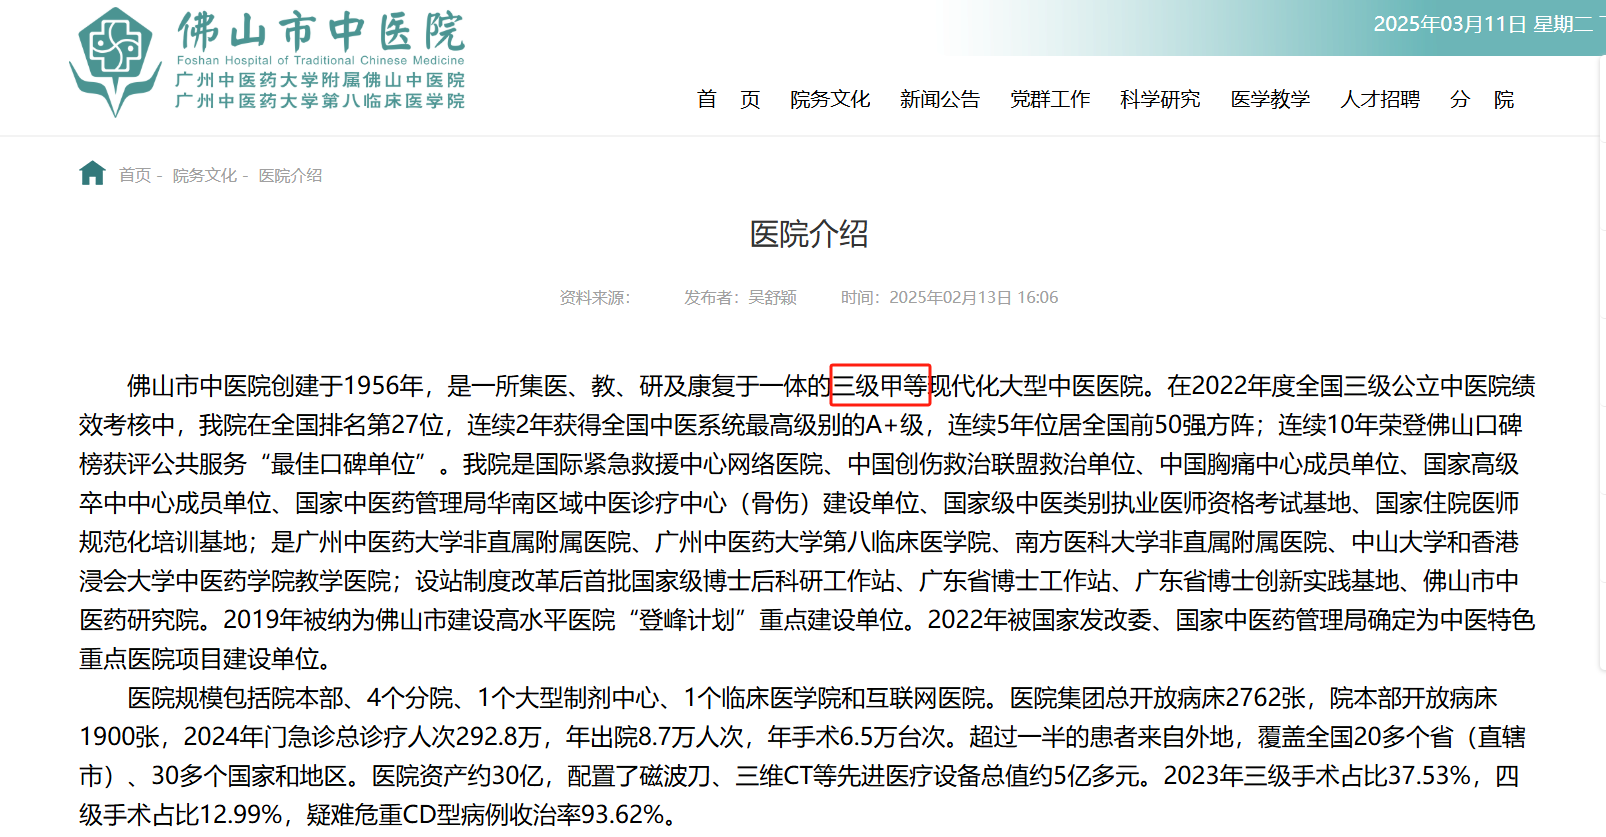 佛山市中医院
Foshan Hospital of Traditional Chinese Medicine
广州中医药大学附属佛山中医院
广州中医药大学第八临床医学院
2025年03月11日 星期二
首 页 院务文化 新闻公告 党群工作 科学研究 医学教学 人才招聘 分 院
首页 - 院务文化 - 医院介绍
医院介绍
资料来源： 发布者：吴舒颖 时间：2025年02月13日 16:06
佛山市中医院创建于1956年，是一所集医、教、研及康复于一体的三级甲等现代化大型中医医院。在2022年度全国三级公立中医院绩
效考核中，我院在全国排名第27位，连续2年获得全国中医系统最高级别的A+级，连续5年位居全国前50强方阵；连续10年荣登佛山口碑
榜获评公共服务“最佳口碑单位”。我院是国际紧急救援中心网络医院、中国创伤救治联盟救治单位、中国胸痛中心成员单位、国家高级
卒中中心成员单位、国家中医药管理局华南区域中医诊疗中心（骨伤）建设单位、国家级中医类别执业医师资格考试基地、国家住院医师
规范化培训基地；是广州中医药大学非直属附属医院、广州中医药大学第八临床医学院、南方医科大学非直属附属医院、中山大学和香港
浸会大学中医药学院教学医院；设站制度改革后首批国家级博士后科研工作站、广东省博士工作站、广东省博士创新实践基地、佛山市中
医药研究院。2019年被纳为佛山市建设高水平医院“登峰计划”重点建设单位。2022年被国家发改委、国家中医药管理局确定为中医特色
重点医院项目建设单位。
医院规模包括院本部、4个分院、1个大型制剂中心、1个临床医学院和互联网医院。医院集团总开放病床2762张，院本部开放病床
1900张，2024年门急诊总诊疗人次292.8万，年出院8.7万人次，年手术6.5万台次。超过一半的患者来自外地，覆盖全国20多个省（直辖
市）、30多个国家和地区。医院资产约30亿，配置了磁波刀、三维CT等先进医疗设备总值约5亿多元。2023年三级手术占比37.53%，四
级手术占比12.99%，疑难危重CD型病例收治率93.62%。